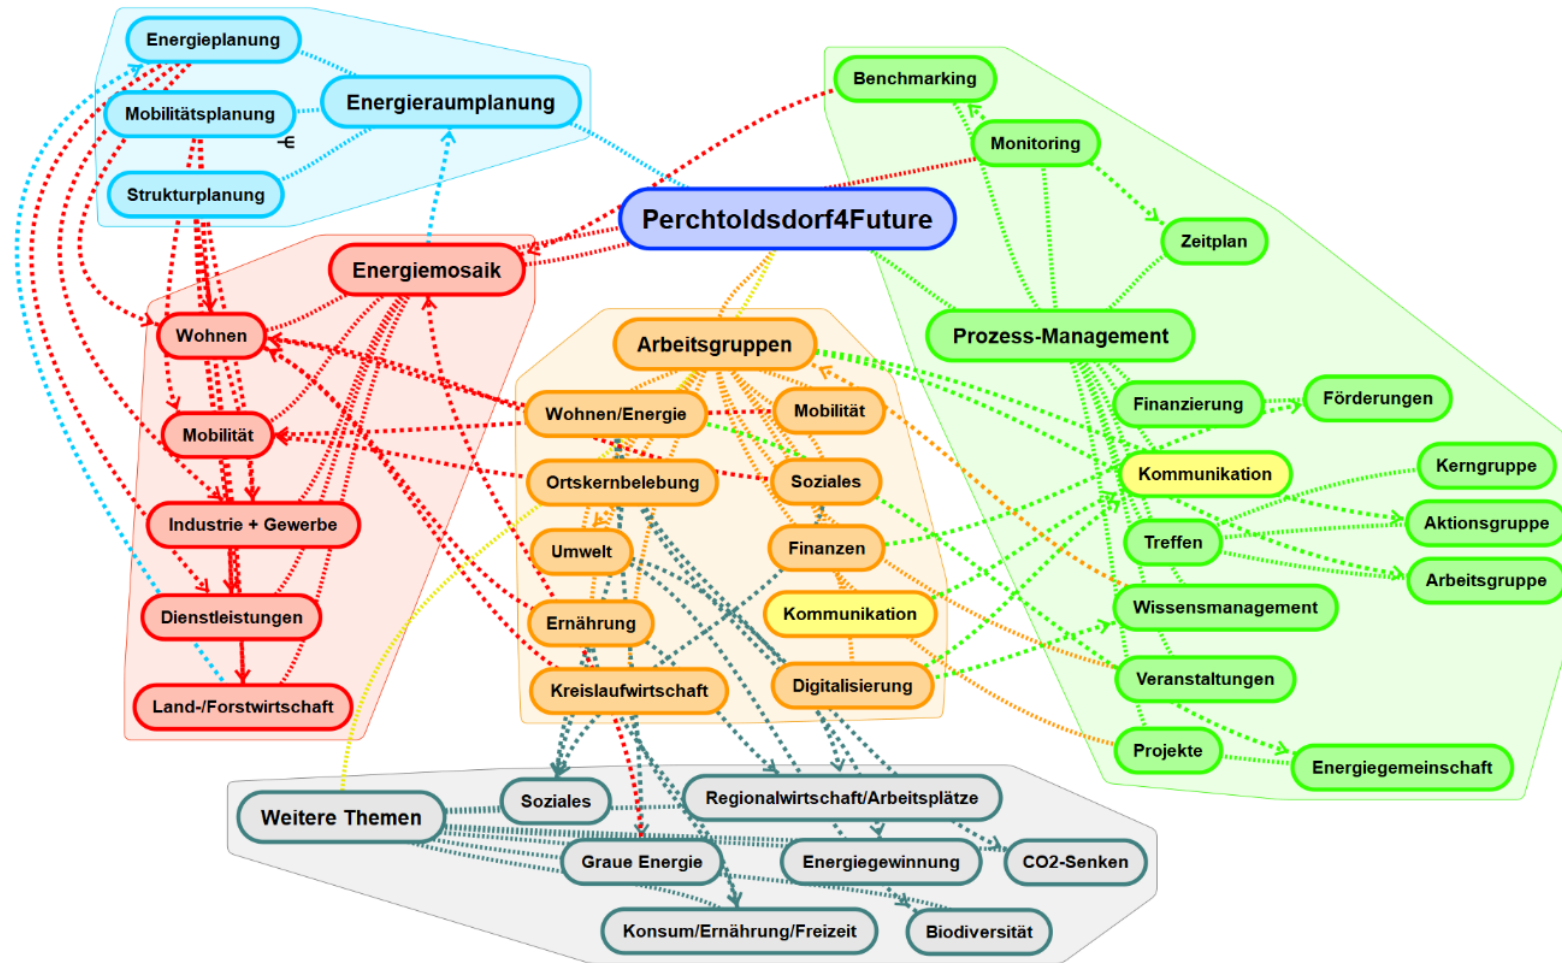 Energieplanung
Mobilitätsplanung
Energieraumplanung
Strukturplanung
Perchtoldsdorf4Future
Benchmarking
Monitoring
Zeitplan
Prozess-Management
Finanzierung
Förderungen
Kommunikation
Kerngruppe
Treffen
Aktionsgruppe
Arbeitsgruppe
Wissensmanagement
Veranstaltungen
Projekte
Energiegemeinschaft
Energiemosaik
Wohnen
Mobilität
Industrie + Gewerbe
Dienstleistungen
Land-/Forstwirtschaft
Arbeitsgruppen
Wohnen/Energie
Mobilität
Ortskernbelebung
Soziales
Umwelt
Finanzen
Ernährung
Kommunikation
Kreislaufwirtschaft
Digitalisierung
Weitere Themen
Soziales
Regionalwirtschaft/Arbeitsplätze
Graue Energie
Energiegewinnung
CO2-Senken
Konsum/Ernährung/Freizeit
Biodiversität